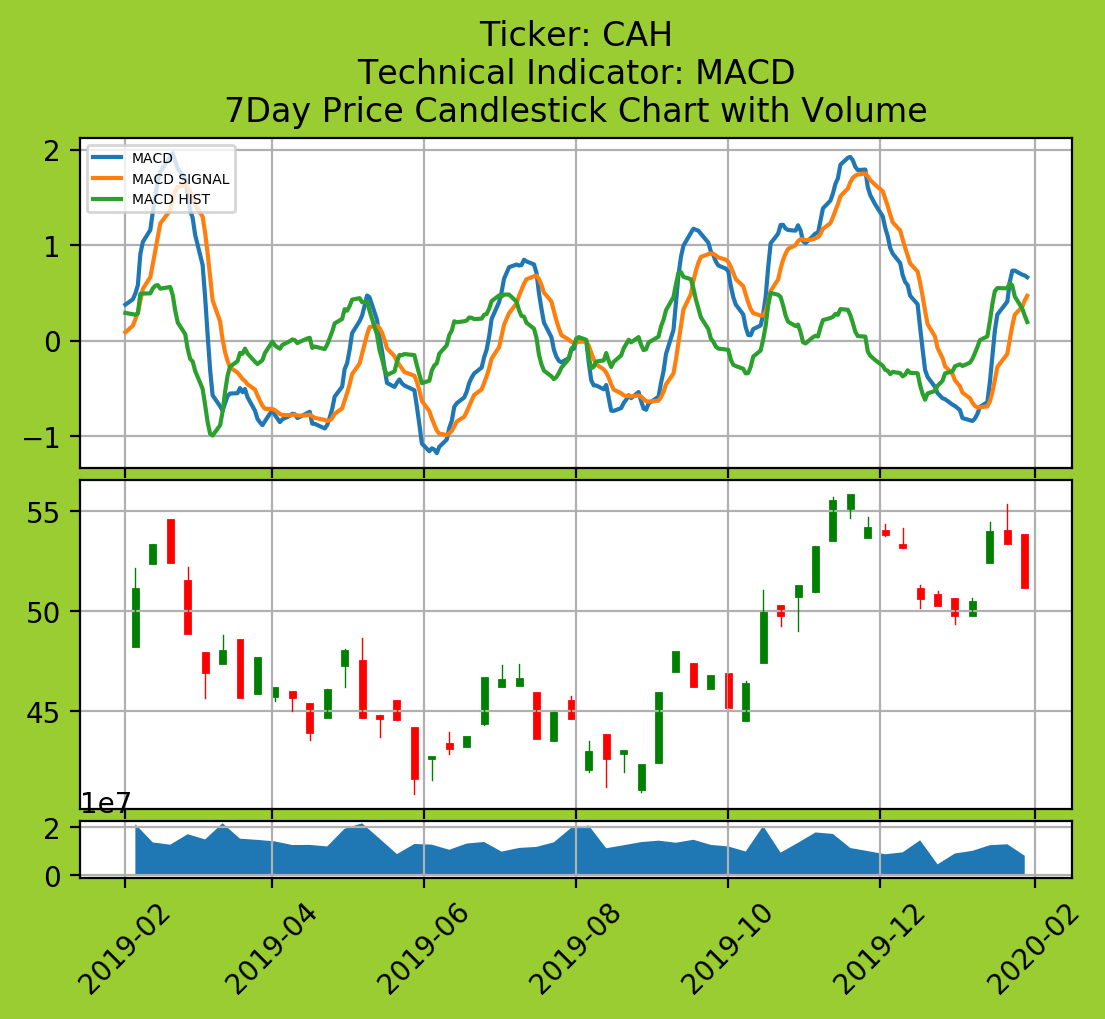 Ticker: CAH
Technical Indicator: MACD
7Day Price Candlestick Chart with Volume
MACD
MACD SIGNAL
MACD HIST
2
1
0
−1
55
50
45
1e7
2
0
2019-02
2019-04
2019-06
2019-08
2019-10
2019-12
2020-02